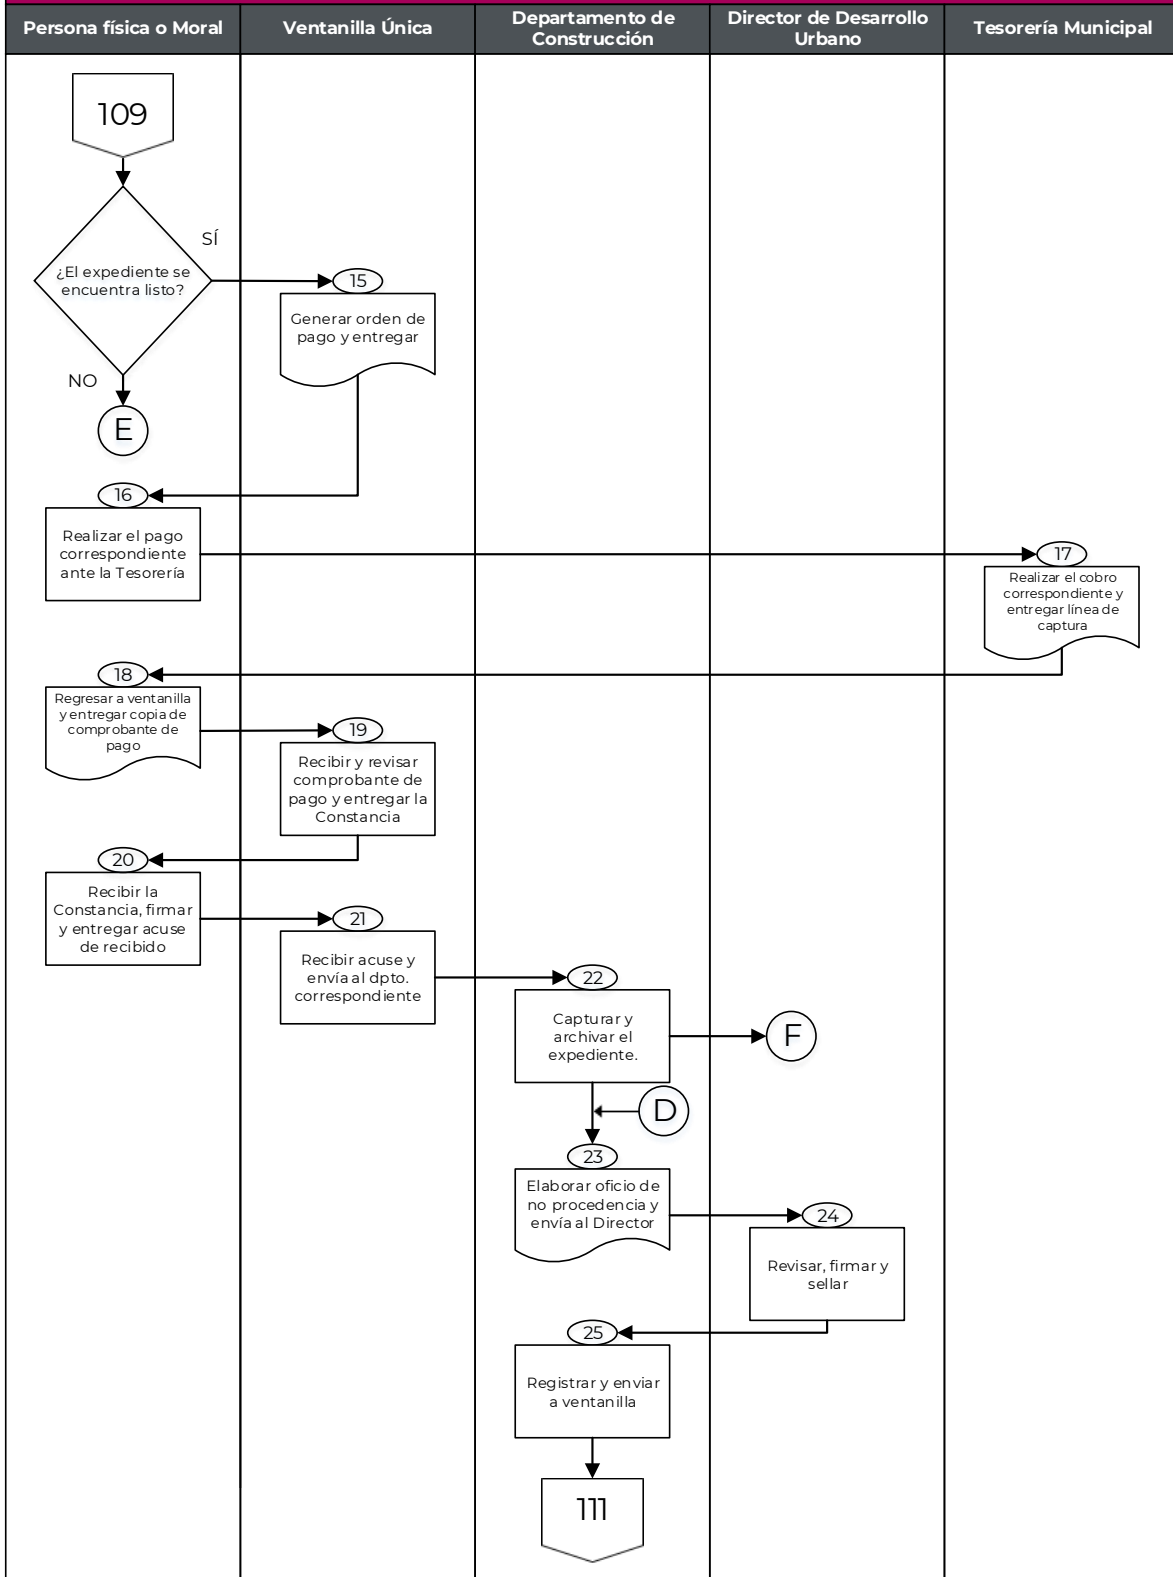 Persona física o Moral
Ventanilla Única
Departamento de
Construcción
Director de Desarrollo
Urbano
Tesorería Municipal
109
¿El expediente se
encuentra listo?
SÍ
NO
E
15
Generar orden de
pago y entregar
16
Realizar el pago
correspondiente
ante la Tesorería
17
Realizar el cobro
correspondiente y
entregar línea de
captura
18
Regresar a ventanilla
y entregar copia de
comprobante de
pago
19
Recibir y revisar
comprobante de
pago y entregar la
Constancia
20
Recibir la
Constancia, firmar
y entregar acuse
de recibido
21
Recibir acuse y
envía al dpto.
correspondiente
22
Capturar y
archivar el
expediente.
F
D
23
Elaborar oficio de
no procedencia y
envía al Director
24
Revisar, firmar y
sellar
25
Registrar y enviar
a ventanilla
111